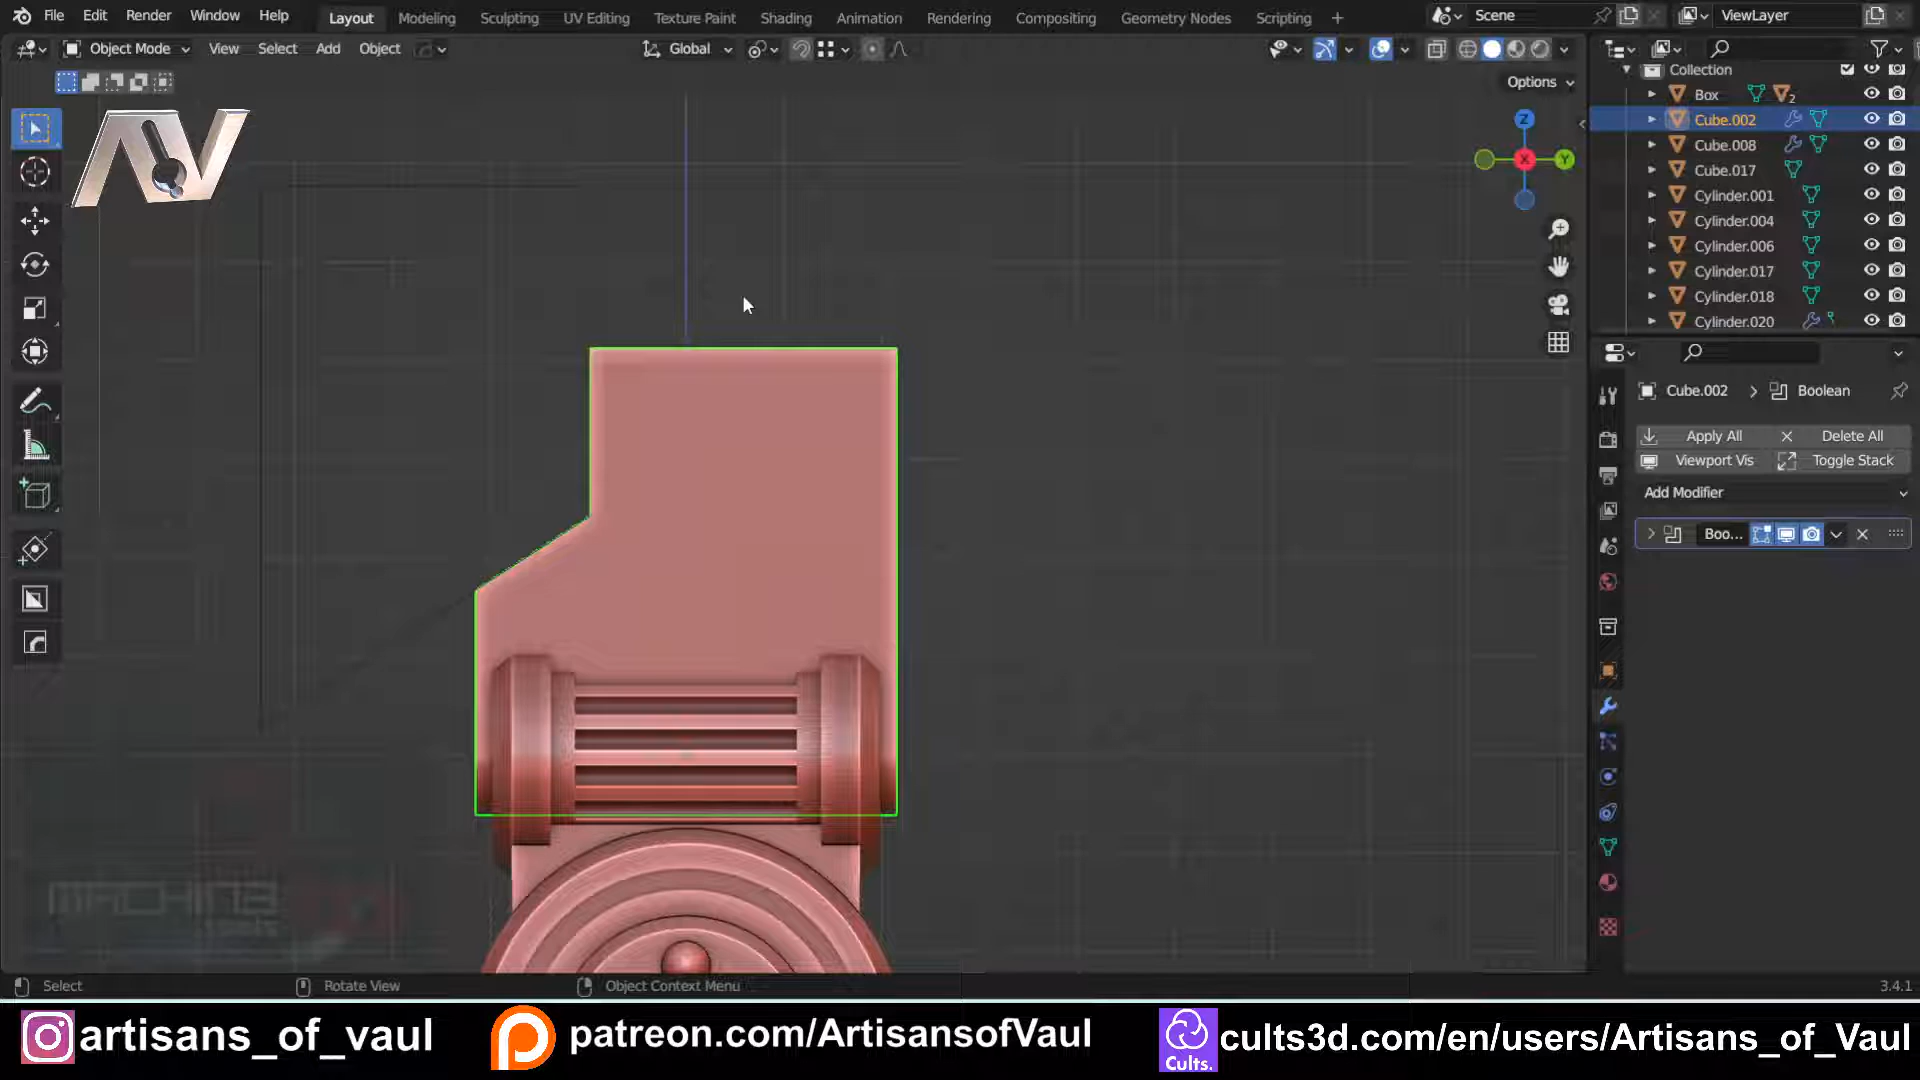 File Edit Render Window Help Layout Modeling Sculpting UV Editing Texture Paint Shading Animation Rendering Compositing Geometry Nodes Scripting + Scene ViewLayer
Object Mode View Select Add Object Global
Options
AV
Z
X
Y
Collection
Box 2
Cube.002
Cube.008
Cube.017
Cylinder.001
Cylinder.004
Cylinder.006
Cylinder.017
Cylinder.018
Cylinder.020
Cube.002 > Boolean
Apply All Delete All
Viewport Vis Toggle Stack
Add Modifier
Boo...
MACHINA
Select Rotate View Object Context Menu 3.4.1
artisans_of_vaul patreon.com/ArtisansofVaul Cults. cults3d.com/en/users/Artisans_of_Vaul